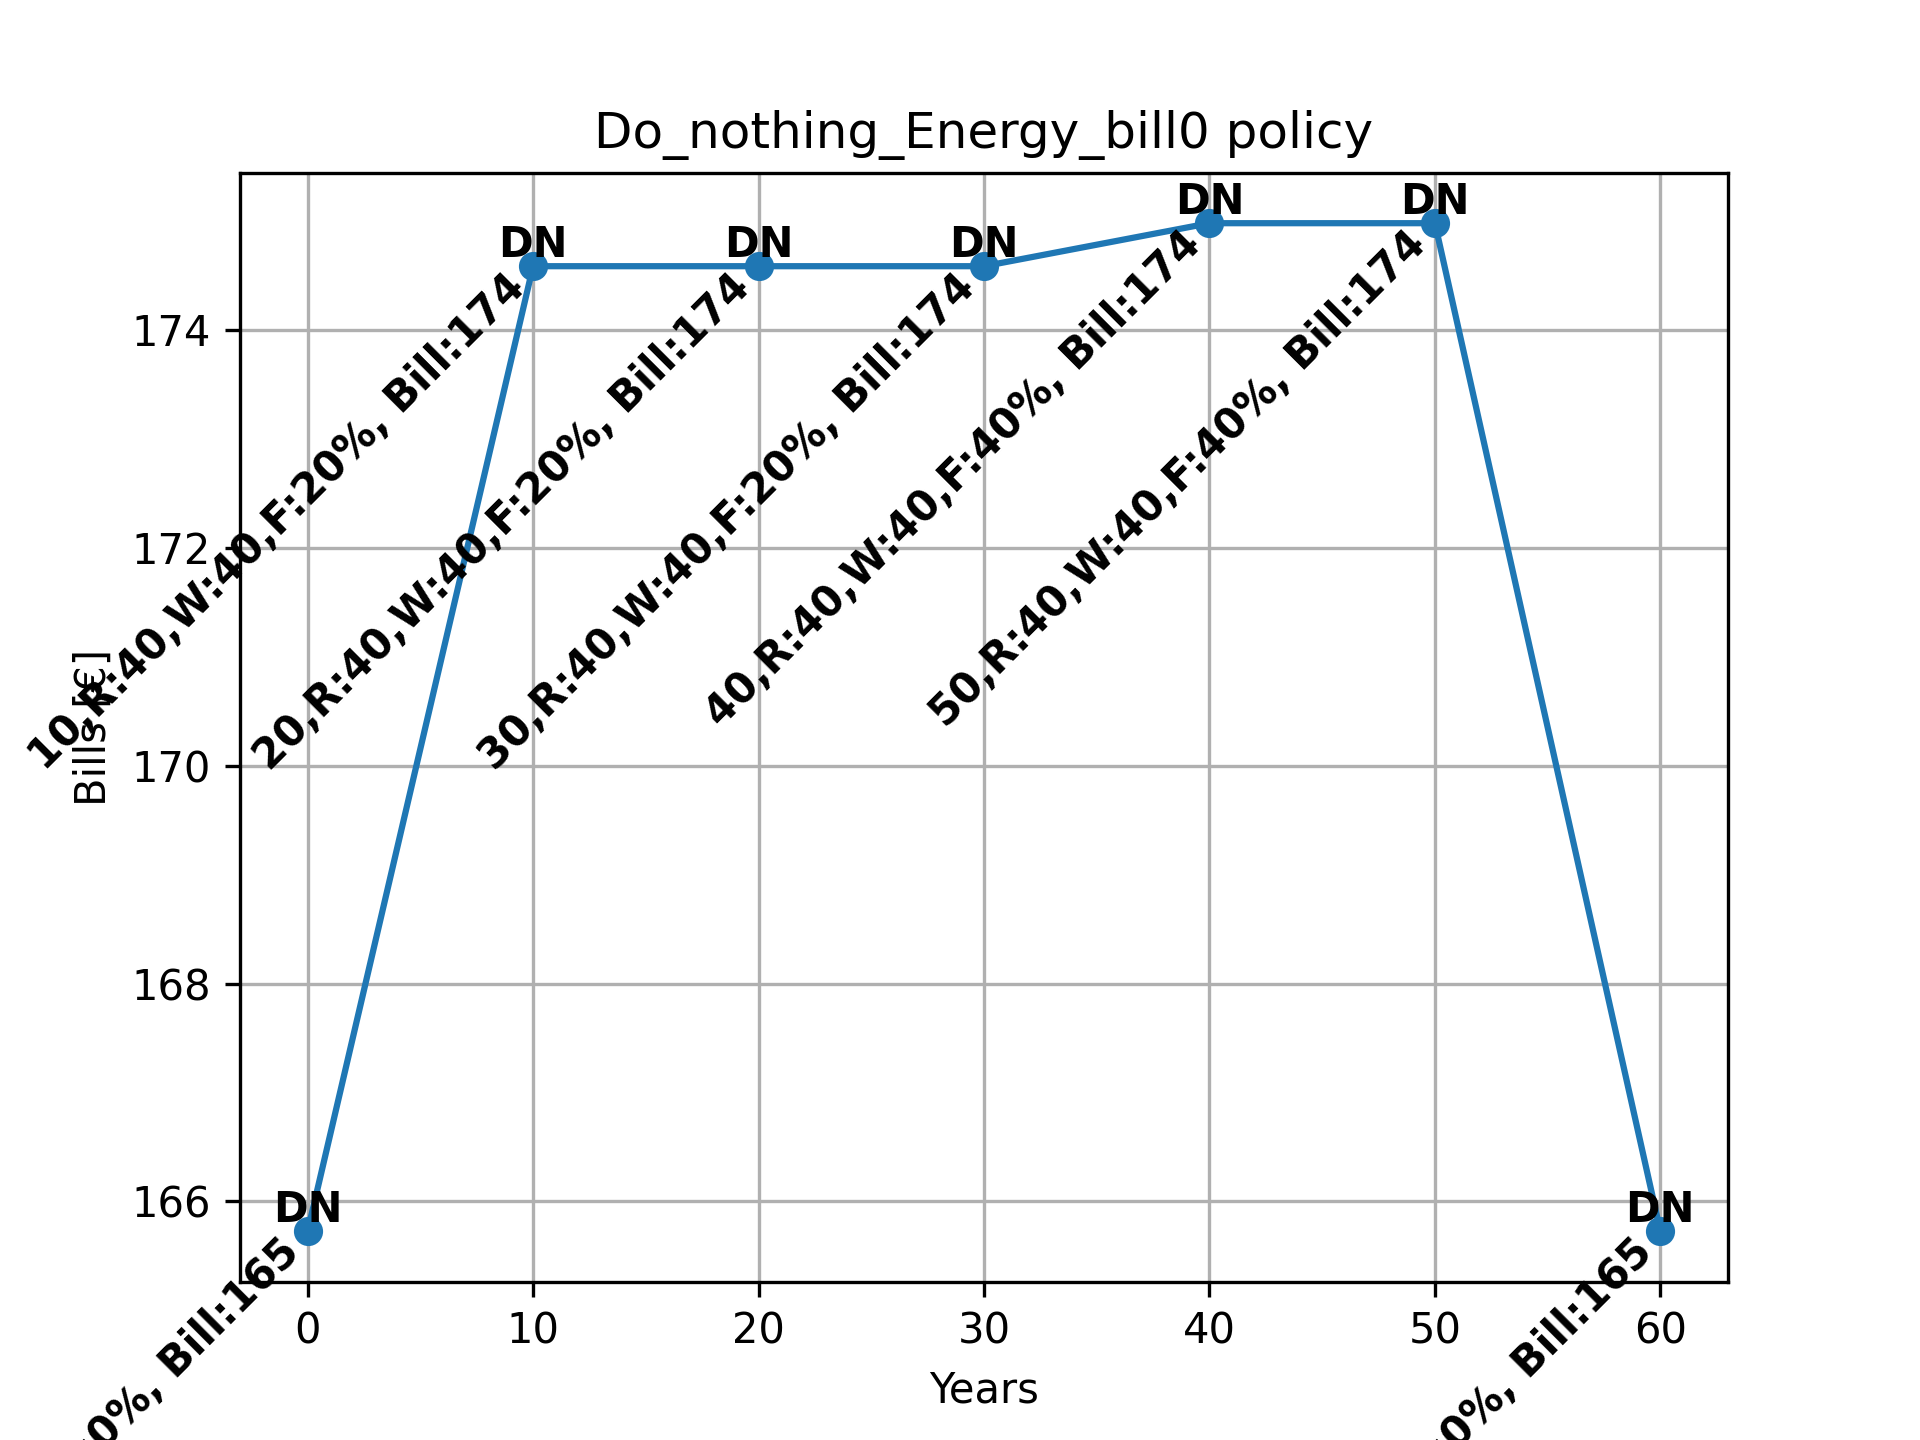 Do_nothing_Energy_bill0 policy
DN
DN
DN
DN
DN
DN
DN
10,R:40,W:40,F:20%, Bill:174
20,R:40,W:40,F:20%, Bill:174
30,R:40,W:40,F:20%, Bill:174
40,R:40,W:40,F:40%, Bill:174
50,R:40,W:40,F:40%, Bill:174
0%, Bill:165
0%, Bill:165
Bills [€]
174
172
170
168
166
0 10 20 30 40 50 60
Years